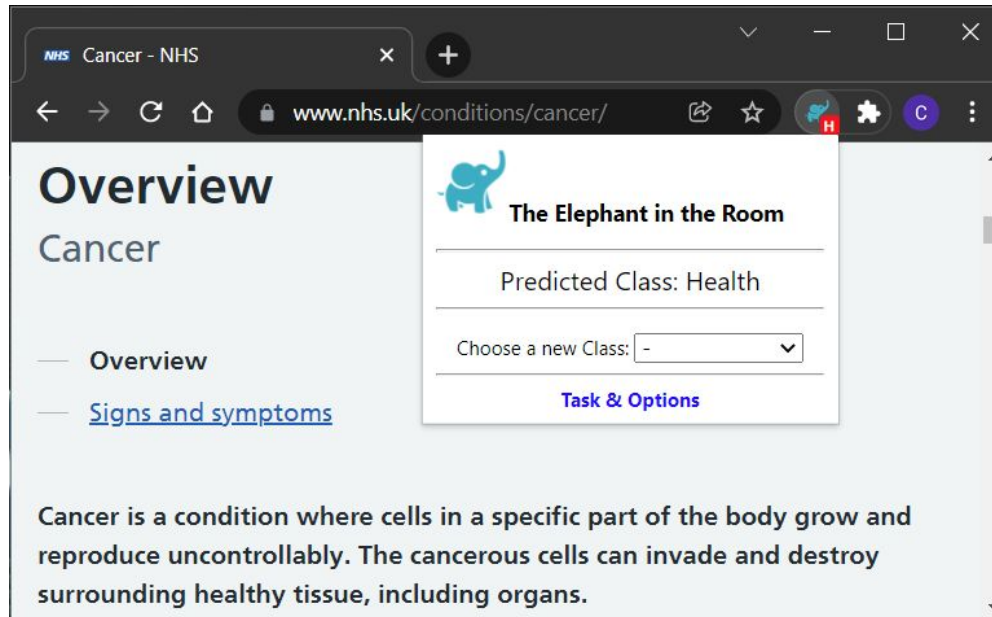 NHS Cancer - NHS
www.nhs.uk/conditions/cancer/
H
C
Overview
Cancer
The Elephant in the Room
Predicted Class: Health
Choose a new Class: -
Task & Options
Overview
Signs and symptoms
Cancer is a condition where cells in a specific part of the body grow and
reproduce uncontrollably. The cancerous cells can invade and destroy
surrounding healthy tissue, including organs.